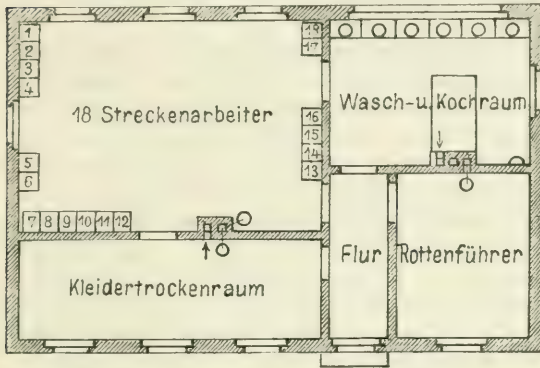 1
2
3
4
5
6
7 8 9 10 11 12
18
17
16
15
14
13
18 Streckenarbeiter
Wasch-u. Kochraum
Kleidertrockenraum
Flur
Rottenführer